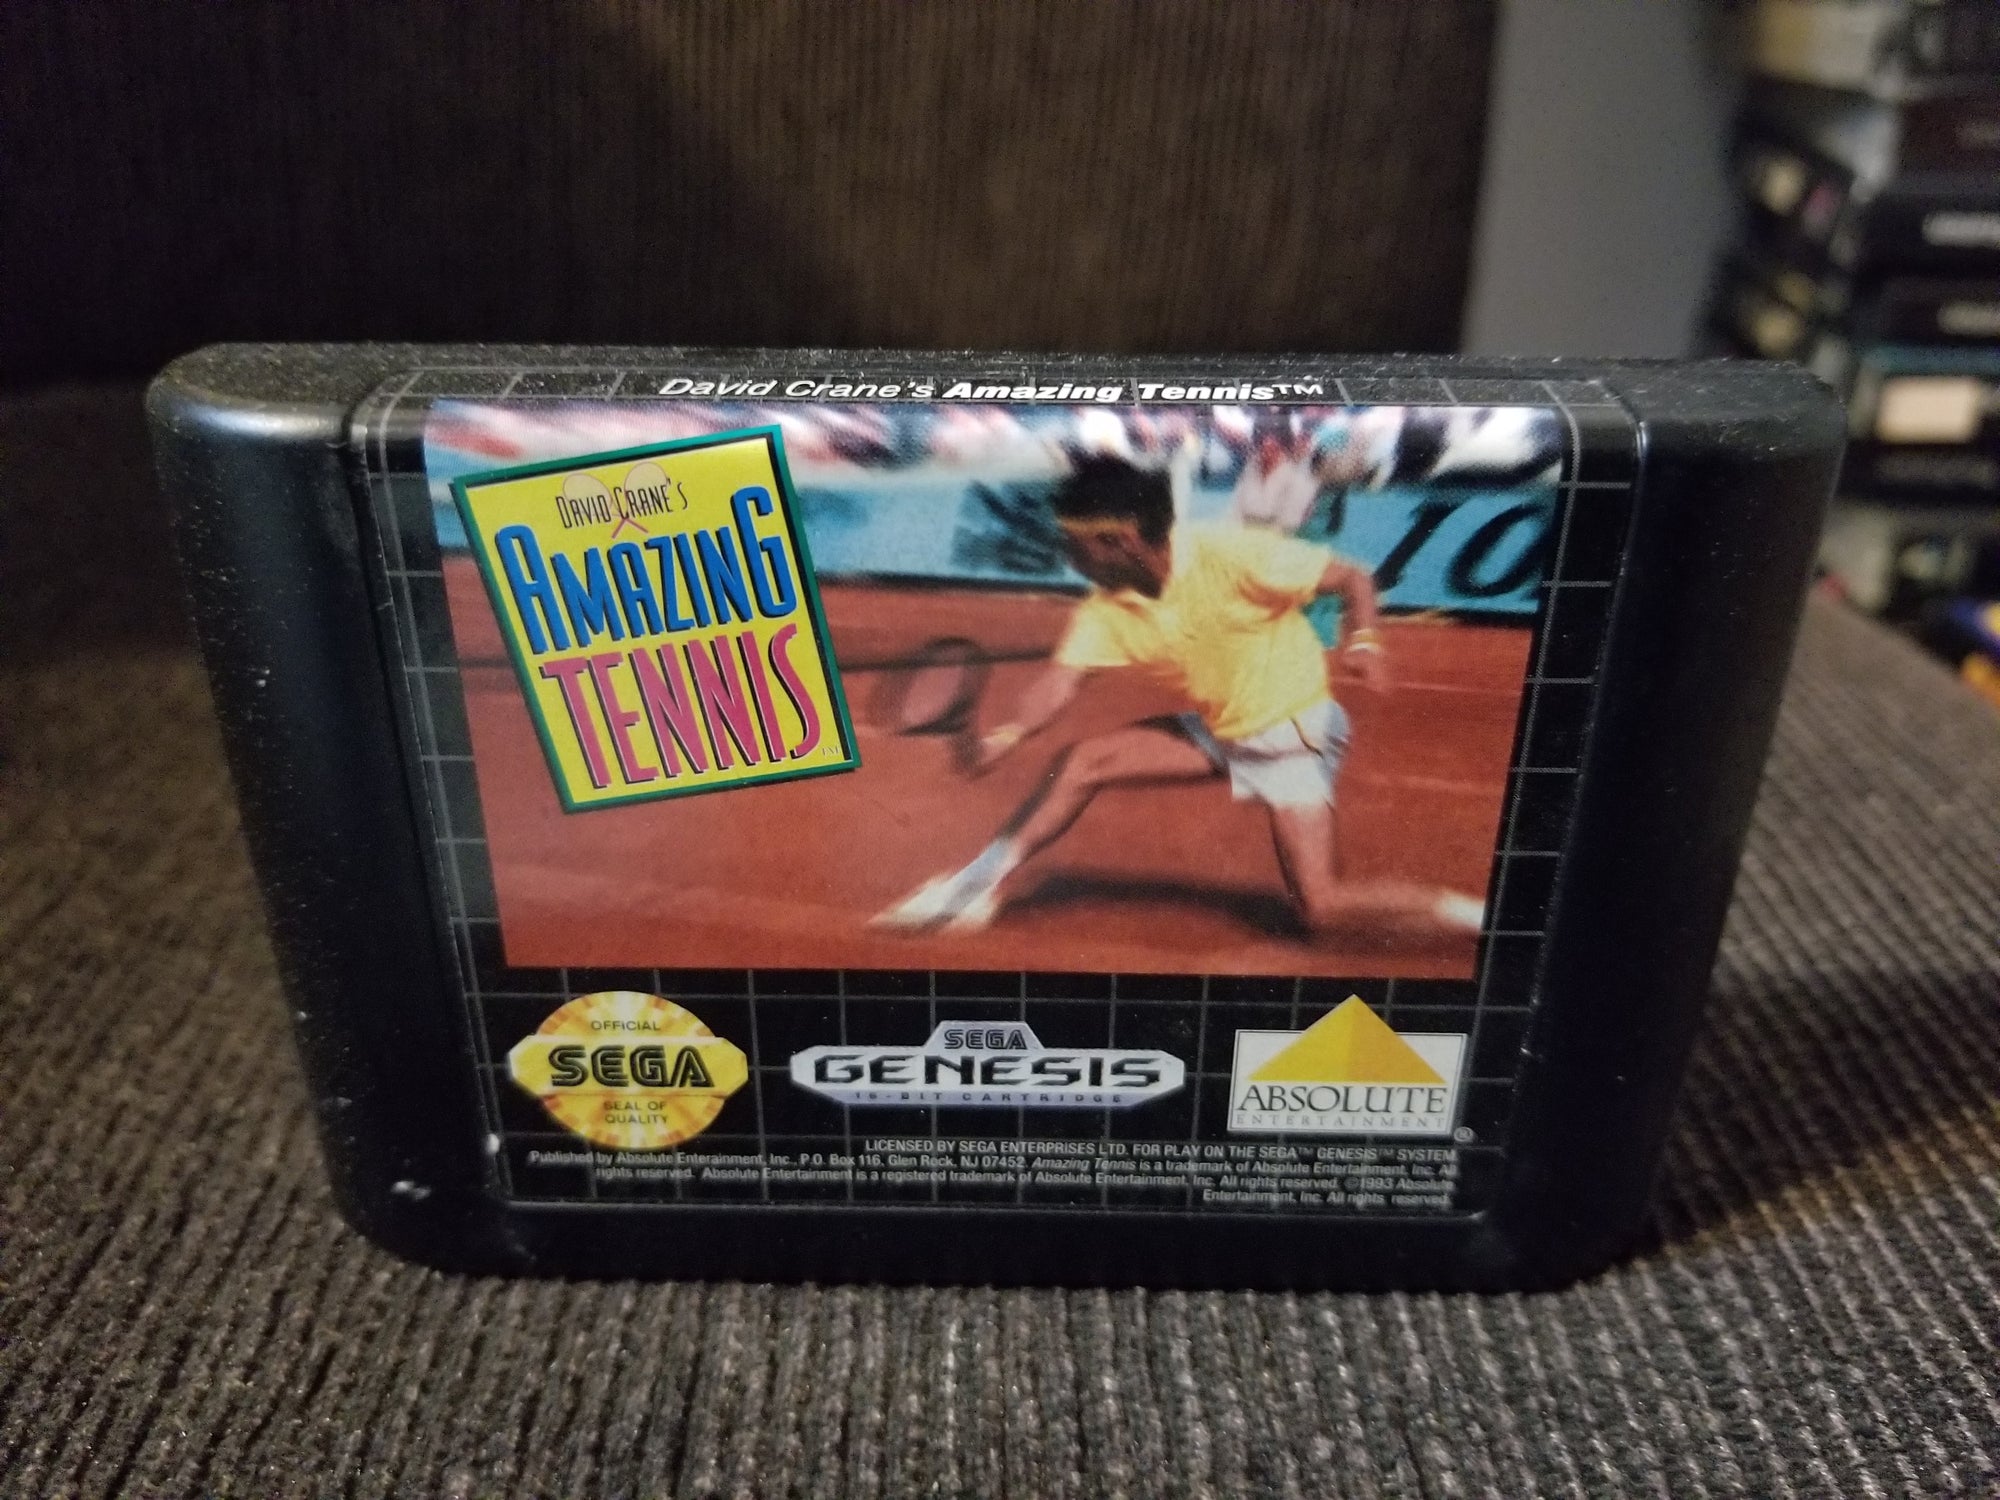 David Crane's Amazing Tennis™
DAVID CRANE'S
AMAZING
TENNIS
TM
10
OFFICIAL
SEGA
SEAL OF
QUALITY
SEGA
GENESIS
16-BIT CARTRIDGE
ABSOLUTE
ENTERTAINMENT
®
LICENSED BY SEGA ENTERPRISES LTD. FOR PLAY ON THE SEGA™ GENESIS™ SYSTEM.
Published by Absolute Enterainment, Inc., P.O. Box 116, Glen Rock, NJ 07452. Amazing Tennis is a trademark of Absolute Entertainment, Inc. All
rights reserved. Absolute Entertainment is a registered trademark of Absolute Entertainment, Inc. All rights reserved. ©1993 Absolute
Entertainment, Inc. All rights reserved.